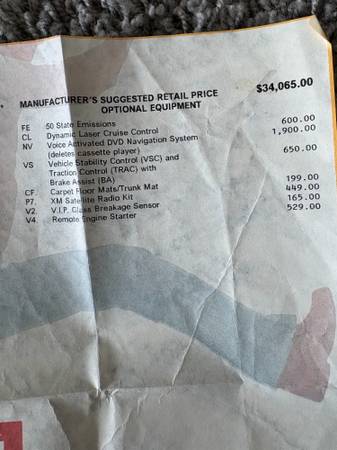 MANUFACTURER'S SUGGESTED RETAIL PRICE $34,065.00
OPTIONAL EQUIPMENT
FE 50 State Emissions
CL Dynamic Laser Cruise Control 600.00
NV Voice Activated DVD Navigation System 1,900.00
(deletes cassette player)
VS Vehicle Stability Control (VSC) and 650.00
Traction Control (TRAC) with
Brake Assist (BA)
CF. Carpet Floor Mats/Trunk Mat 199.00
P7. XM Satellite Radio Kit 449.00
V2. V.I.P. Glass Breakage Sensor 165.00
V4. Remote Engine Starter 529.00